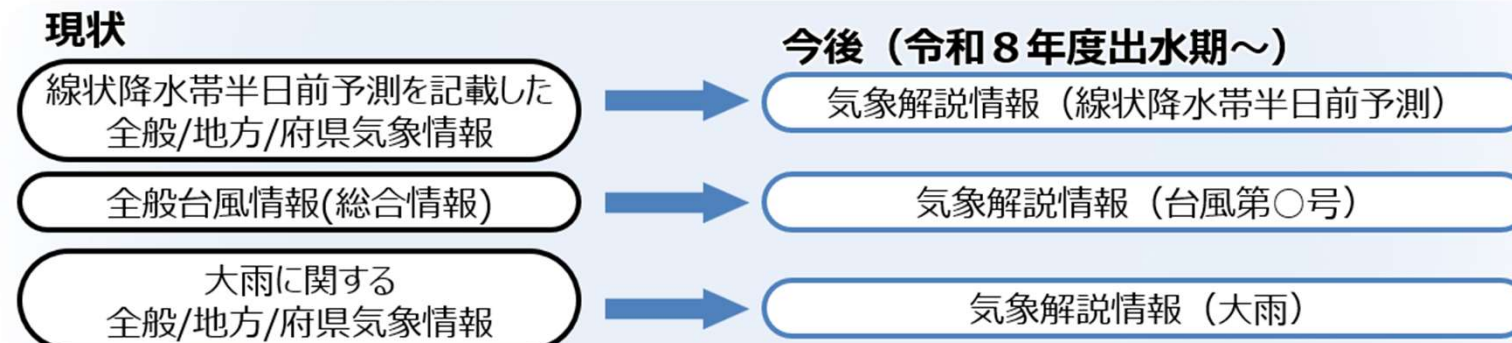 現状
線状降水帯半日前予測を記載した
全般/地方/府県気象情報
今後（令和８年度出水期～）
気象解説情報（線状降水帯半日前予測）
全般台風情報(総合情報)
気象解説情報（台風第○号）
大雨に関する
全般/地方/府県気象情報
気象解説情報（大雨）